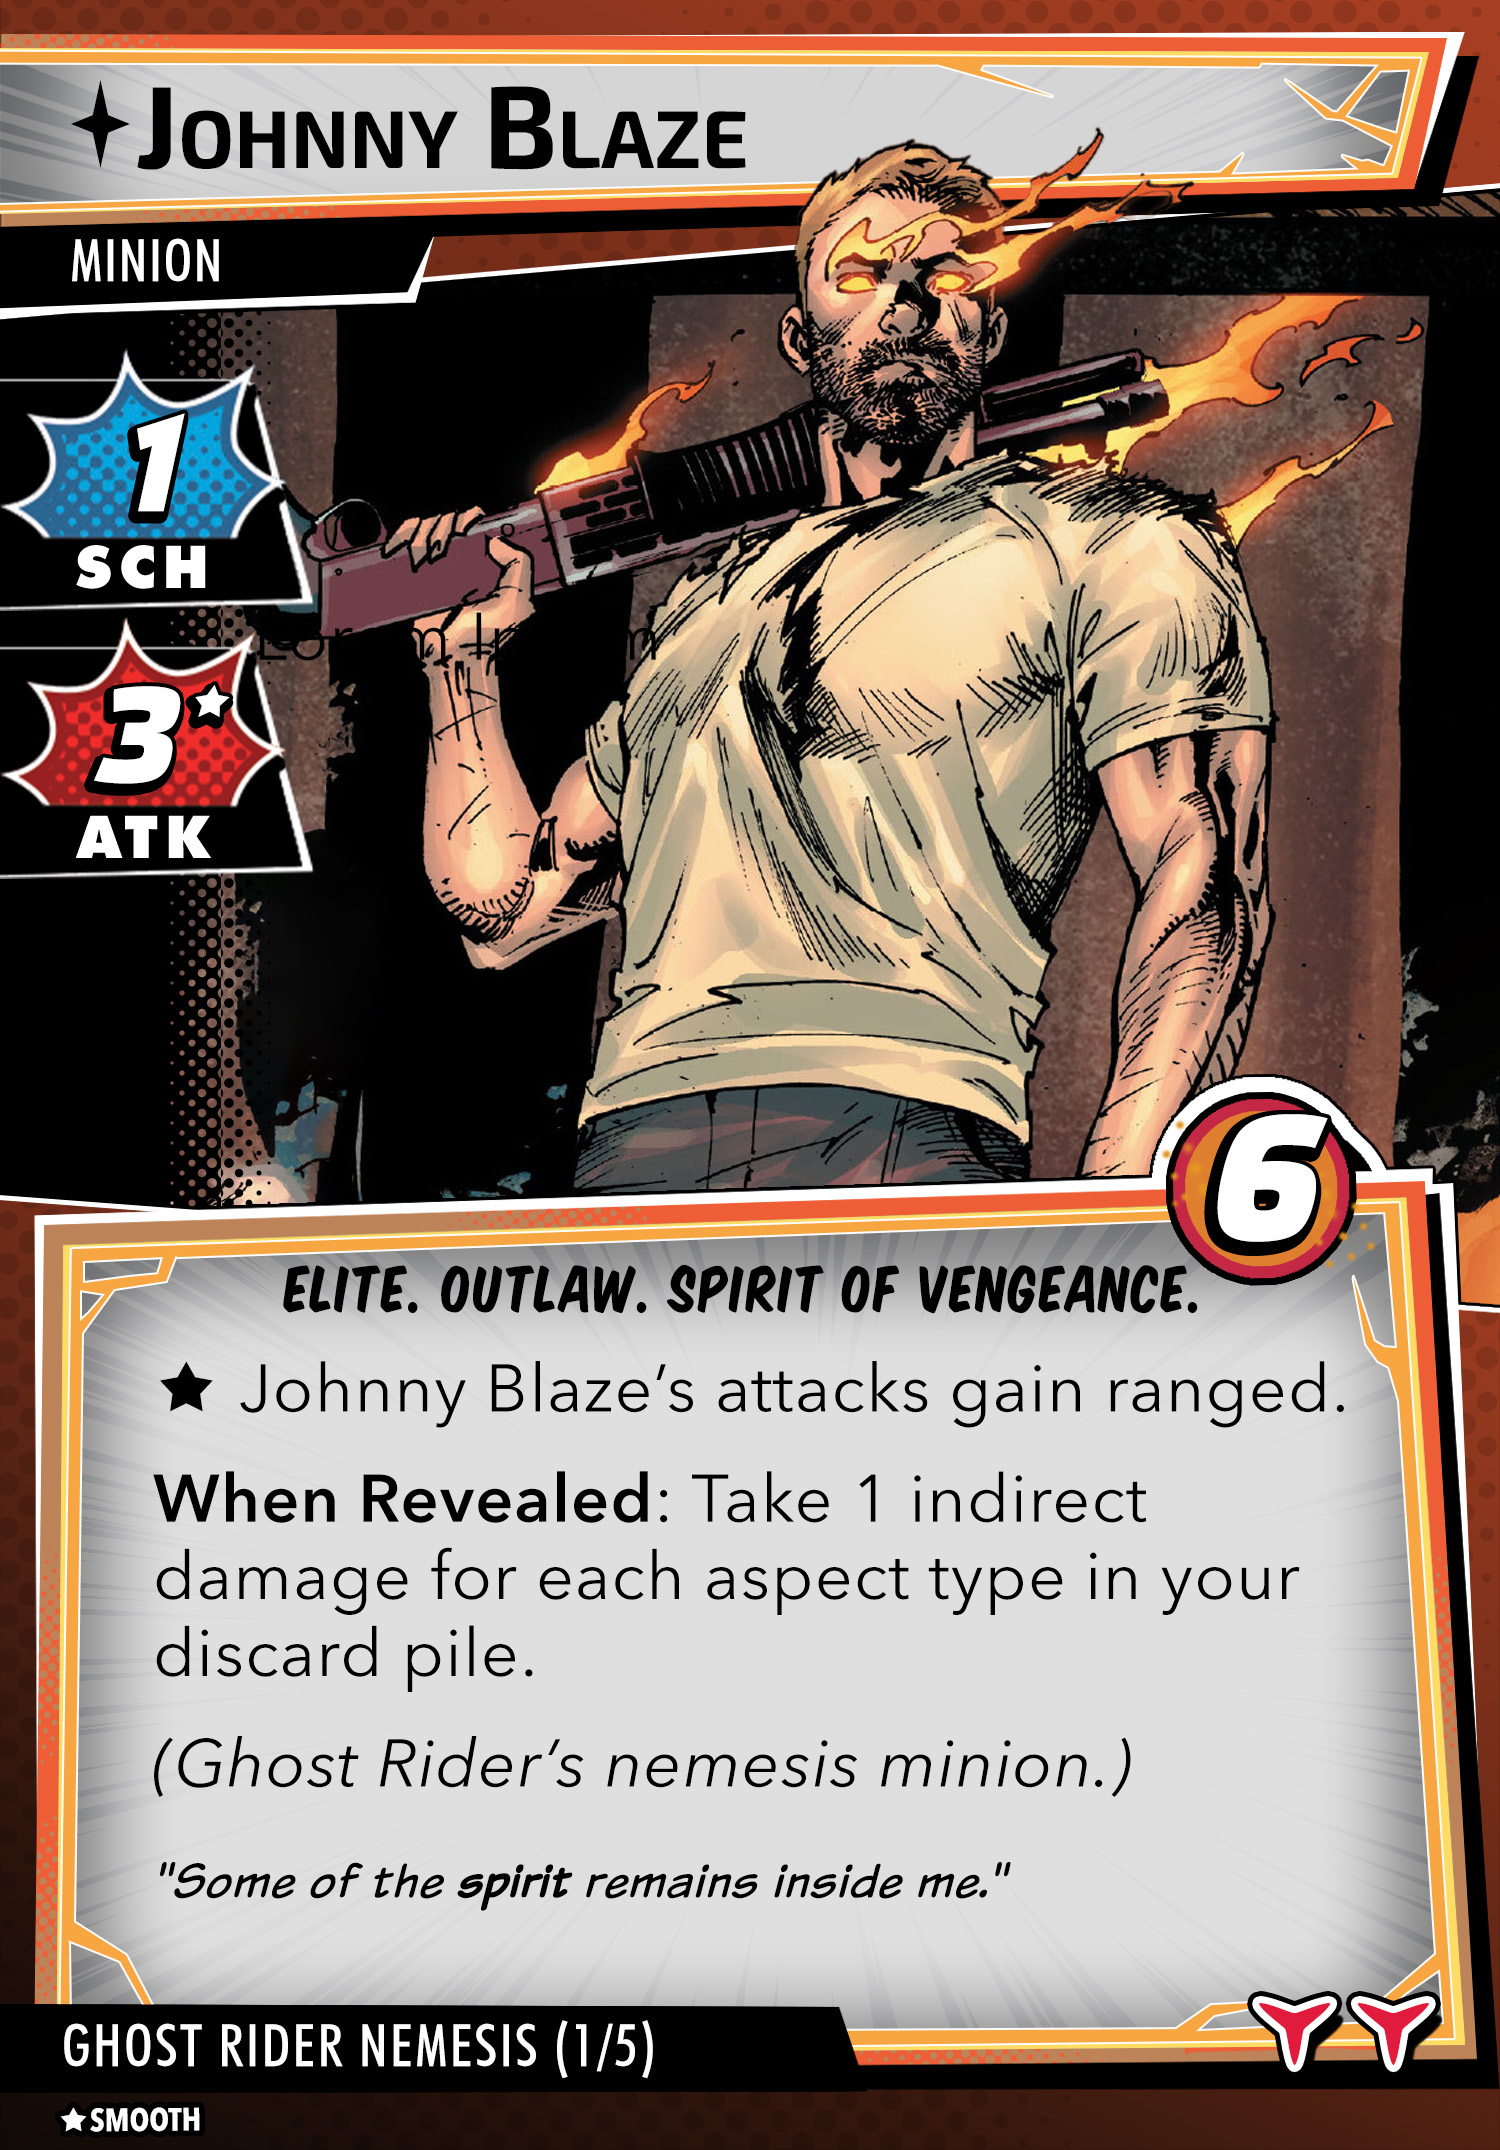 JOHNNY BLAZE
MINION
1
SCH
Lorem Ipsum
3
ATK
6
ELITE. OUTLAW. SPIRIT OF VENGEANCE.
★ Johnny Blaze's attacks gain ranged.
When Revealed: Take 1 indirect
damage for each aspect type in your
discard pile.
(Ghost Rider's nemesis minion.)
"Some of the spirit remains inside me."
GHOST RIDER NEMESIS (1/5)
★SMOOTH